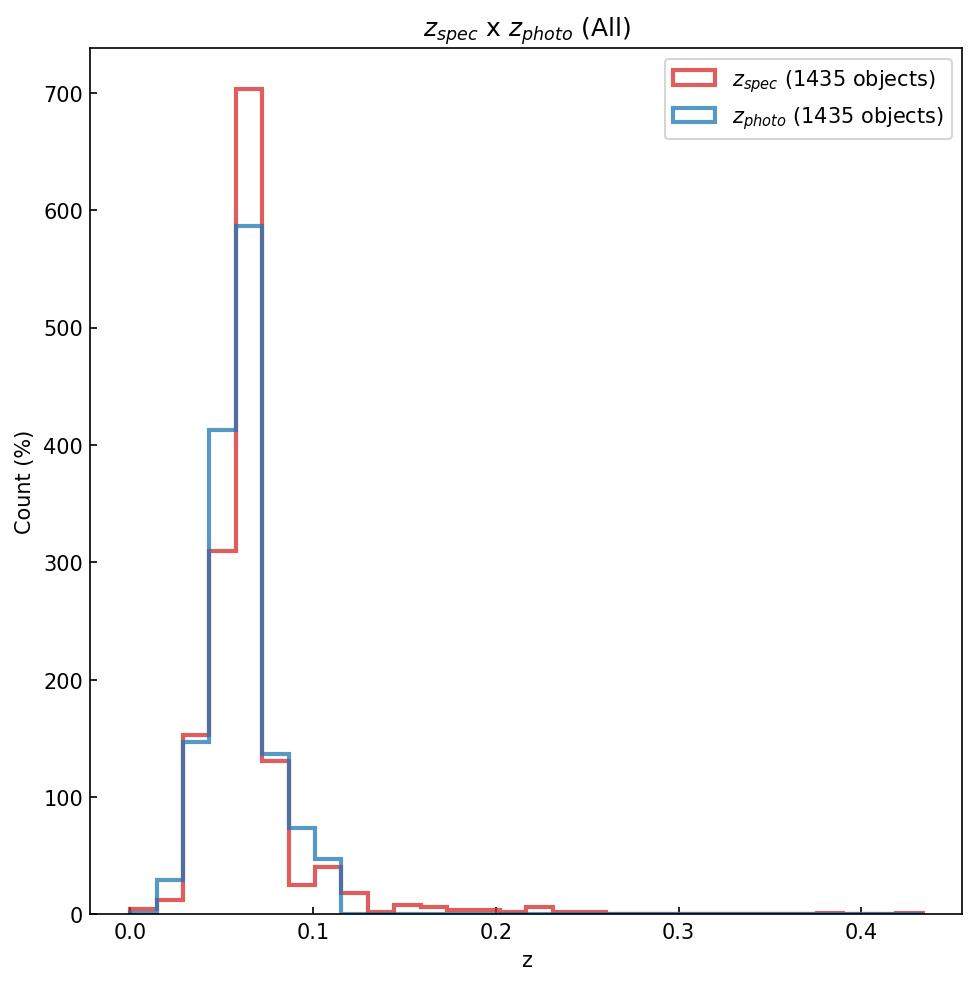 z_spec x z_photo (All)
z_spec (1435 objects)
z_photo (1435 objects)
Count (%)
700
600
500
400
300
200
100
0
0.0 0.1 0.2 0.3 0.4
z